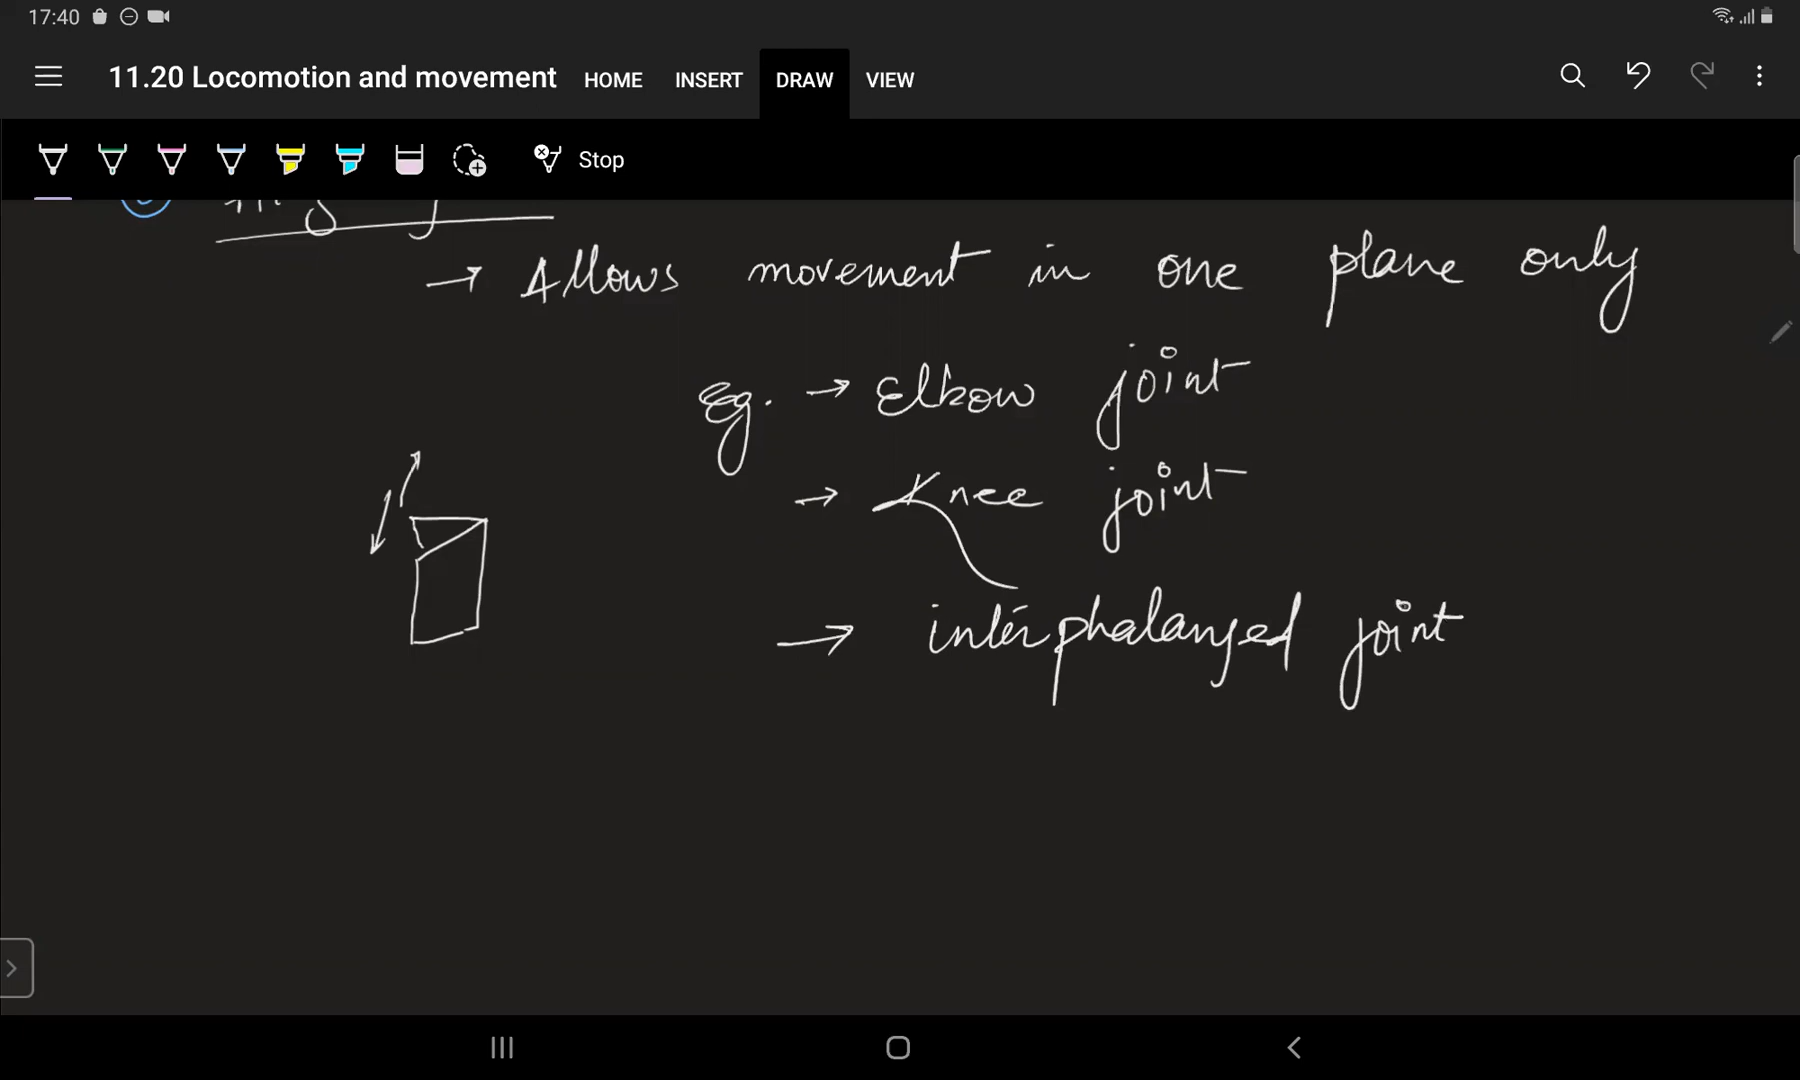 17:40
11.20 Locomotion and movement HOME INSERT DRAW VIEW
Stop
→ Allows movement in one plane only
Eg. → Elbow joint
→ Knee joint
→ interphalangeal joint